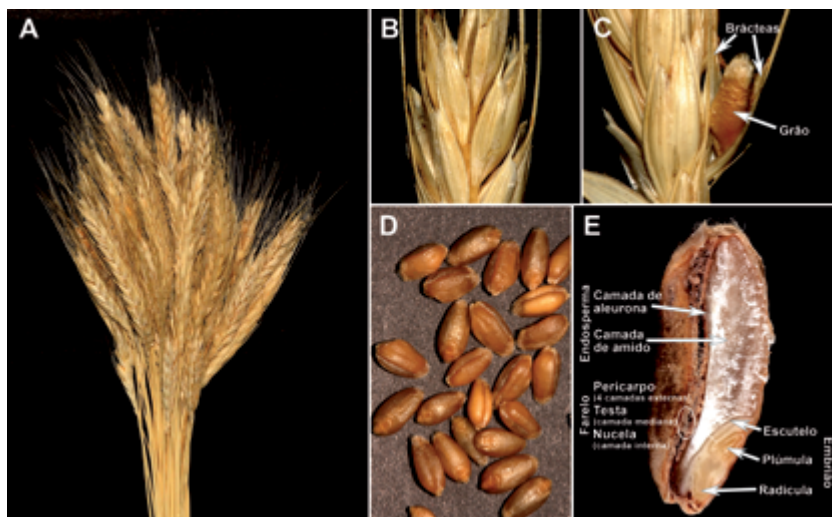 A
B
C
Brácteas
Grão
D
E
Endosperma
Camada de
aleurona
Camada
de amido
Farelo
Pericarpo
(4 camadas externas)
Testa
(camada mediana)
Nucela
(camada interna)
Escutelo
Plúmula
Radícula
Embrião